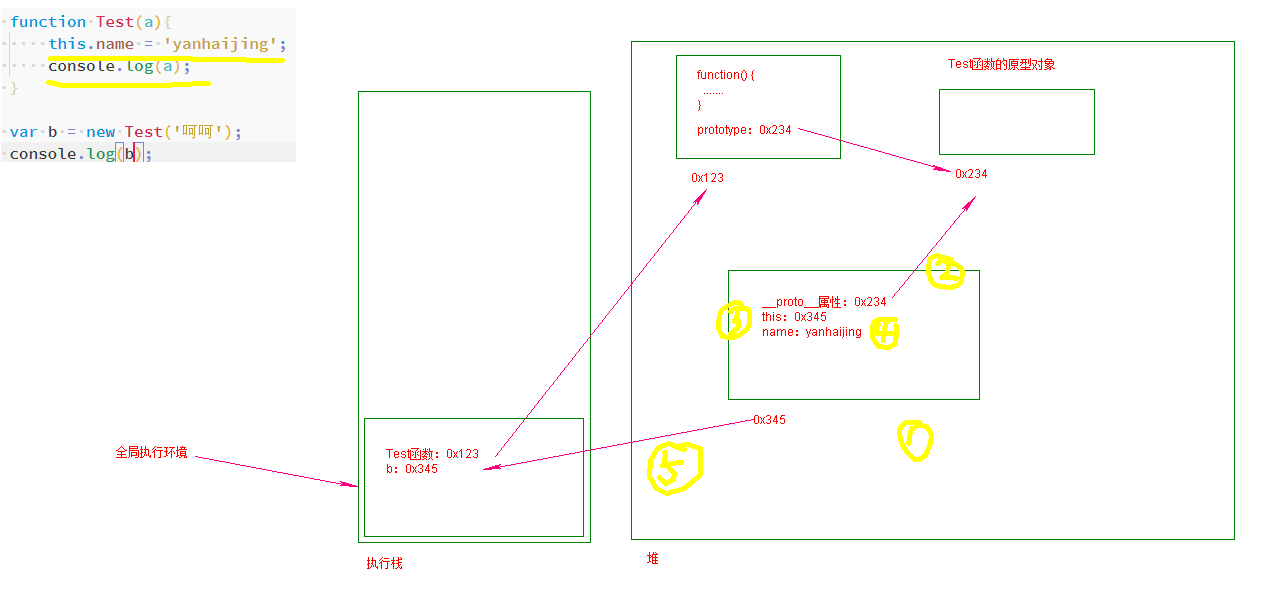 function Test(a){
this.name = 'yanhaijing';
console.log(a);
}
var b = new Test('呵呵');
console.log(b);
function() {
.......
}
prototype：0x234
0x123
Test函数的原型对象
0x234
2
__proto__属性：0x234
3
this：0x345
name：yanhaijing
4
0x345
1
5
全局执行环境
Test函数：0x123
b：0x345
执行栈
堆